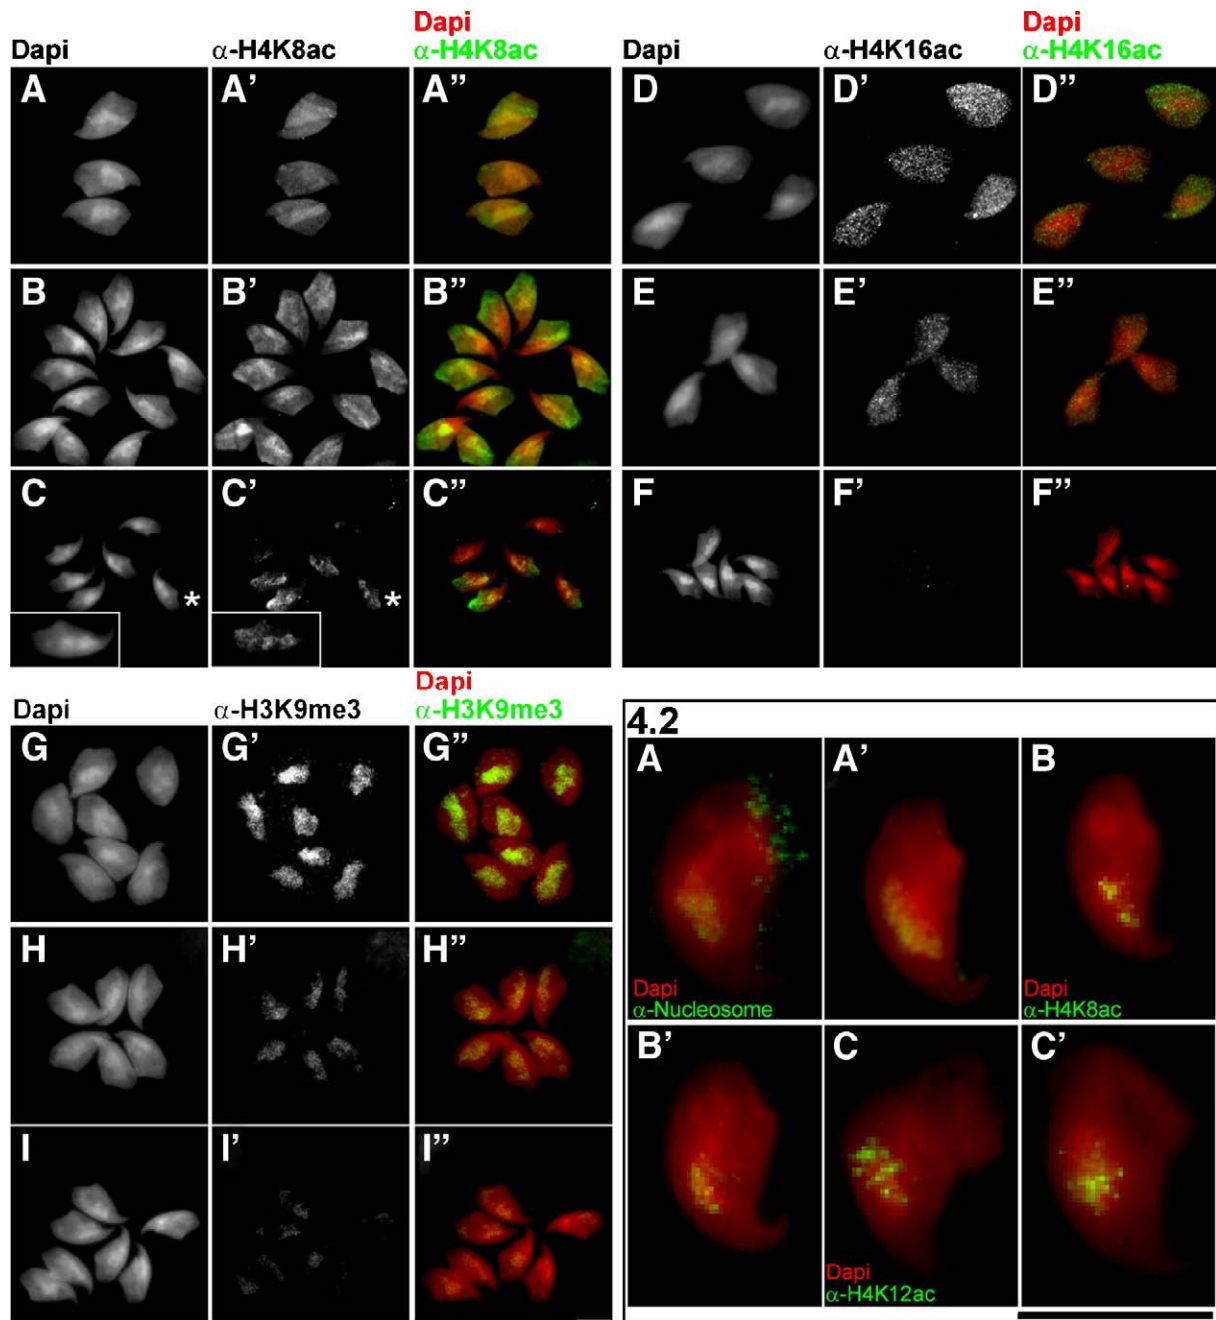 Dapi
Dapi α-H4K8ac α-H4K8ac Dapi α-H4K16ac α-H4K16ac
A A' A" D D' D"
B B' B" E E' E"
C C' C" F F' F"
* *
Dapi
Dapi α-H3K9me3 α-H3K9me3
G G' G"
H H' H"
I I' I"
4.2
A A' B
Dapi
α-Nucleosome
Dapi
α-H4K8ac
B' C C'
Dapi
α-H4K12ac